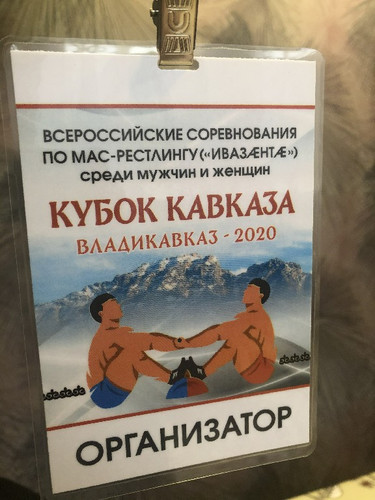 ВСЕРОССИЙСКИЕ СОРЕВНОВАНИЯ
ПО МАС-РЕСТЛИНГУ («ИВАЗÆНТÆ»)
среди мужчин и женщин
КУБОК КАВКАЗА
ВЛАДИКАВКАЗ - 2020
ОРГАНИЗАТОР